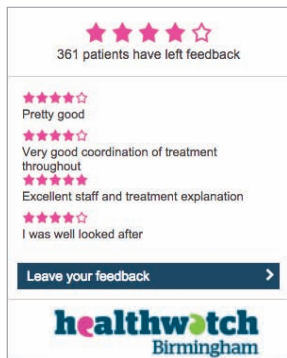 361 patients have left feedback
Pretty good
Very good coordination of treatment
throughout
Excellent staff and treatment explanation
I was well looked after
Leave your feedback
healthwatch
Birmingham